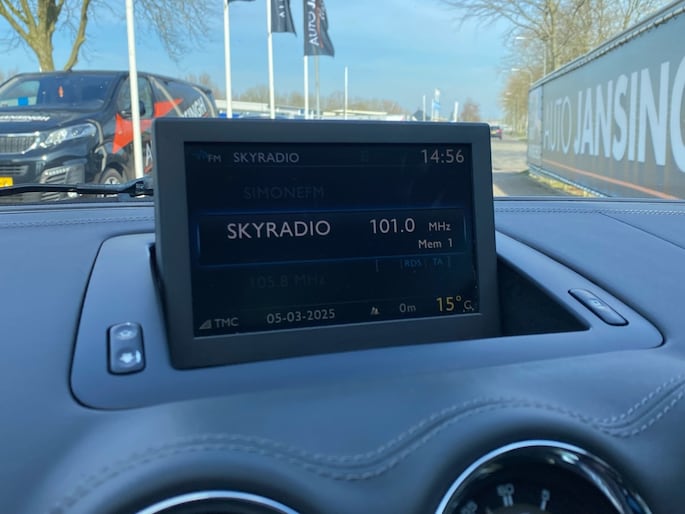 AUTO JANSINGH
FM SKYRADIO 14:56
SIMONEFM
SKYRADIO 101.0 MHz
Mem 1
RDS TA
105.8 MHz
TMC 05-03-2025 0m 15°C